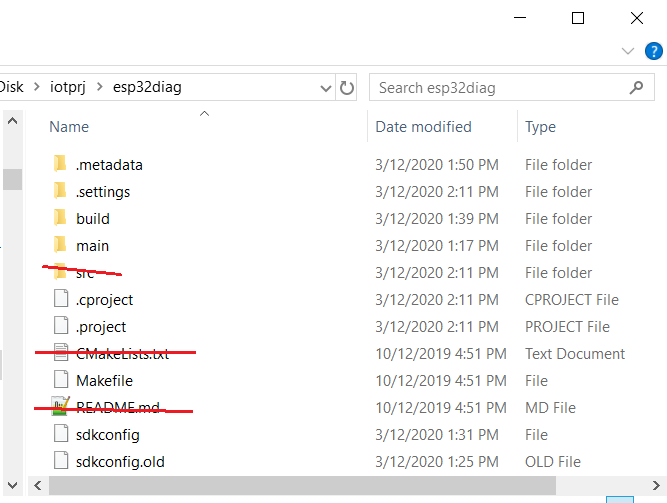 Disk iotprj esp32diag Search esp32diag
Name Date modified Type
.metadata 3/12/2020 1:50 PM File folder
.settings 3/12/2020 2:11 PM File folder
build 3/12/2020 1:39 PM File folder
main 3/12/2020 1:17 PM File folder
src 3/12/2020 2:11 PM File folder
.cproject 3/12/2020 2:11 PM CPROJECT File
.project 3/12/2020 2:11 PM PROJECT File
CMakeLists.txt 10/12/2019 4:51 PM Text Document
Makefile 10/12/2019 4:51 PM File
README.md 10/12/2019 4:51 PM MD File
sdkconfig 3/12/2020 1:31 PM File
sdkconfig.old 3/12/2020 1:25 PM OLD File